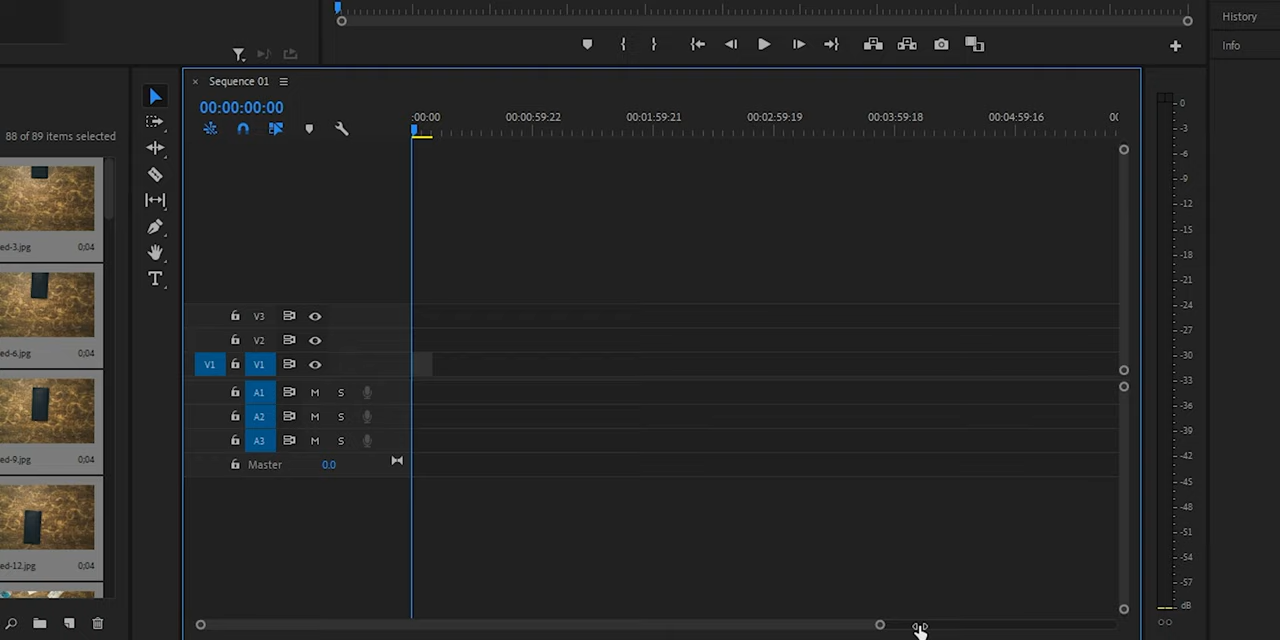 History
Info
Sequence 01
00:00:00:00
88 of 89 items selected
:00:00 00:00:59:22 00:01:59:21 00:02:59:19 00:03:59:18 00:04:59:16 00
ed-3.jpg 0;04
ed-6.jpg 0;04
ed-9.jpg 0;04
ed-12.jpg 0;04
V3
V2
V1 V1
A1 M S
A2 M S
A3 M S
Master 0.0
0
-3
-6
-9
-12
-15
-18
-21
-24
-27
-30
-33
-36
-39
-42
-45
-48
-51
-54
-57
dB